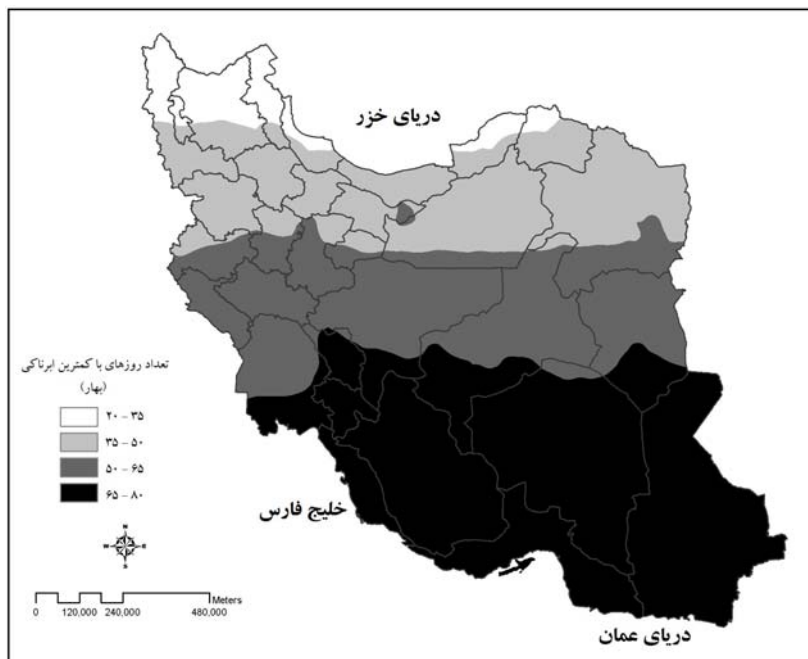 دریای خزر
تعداد روزهای با کمترین ابرناکی
(بهار)
۲۰ - ۳۵
۳۵ - ۵۰
۵۰ - ۶۵
۶۵ - ۸۰
خلیج فارس
دریای عمان
N
W E
S
Meters
0 120,000 240,000 480,000